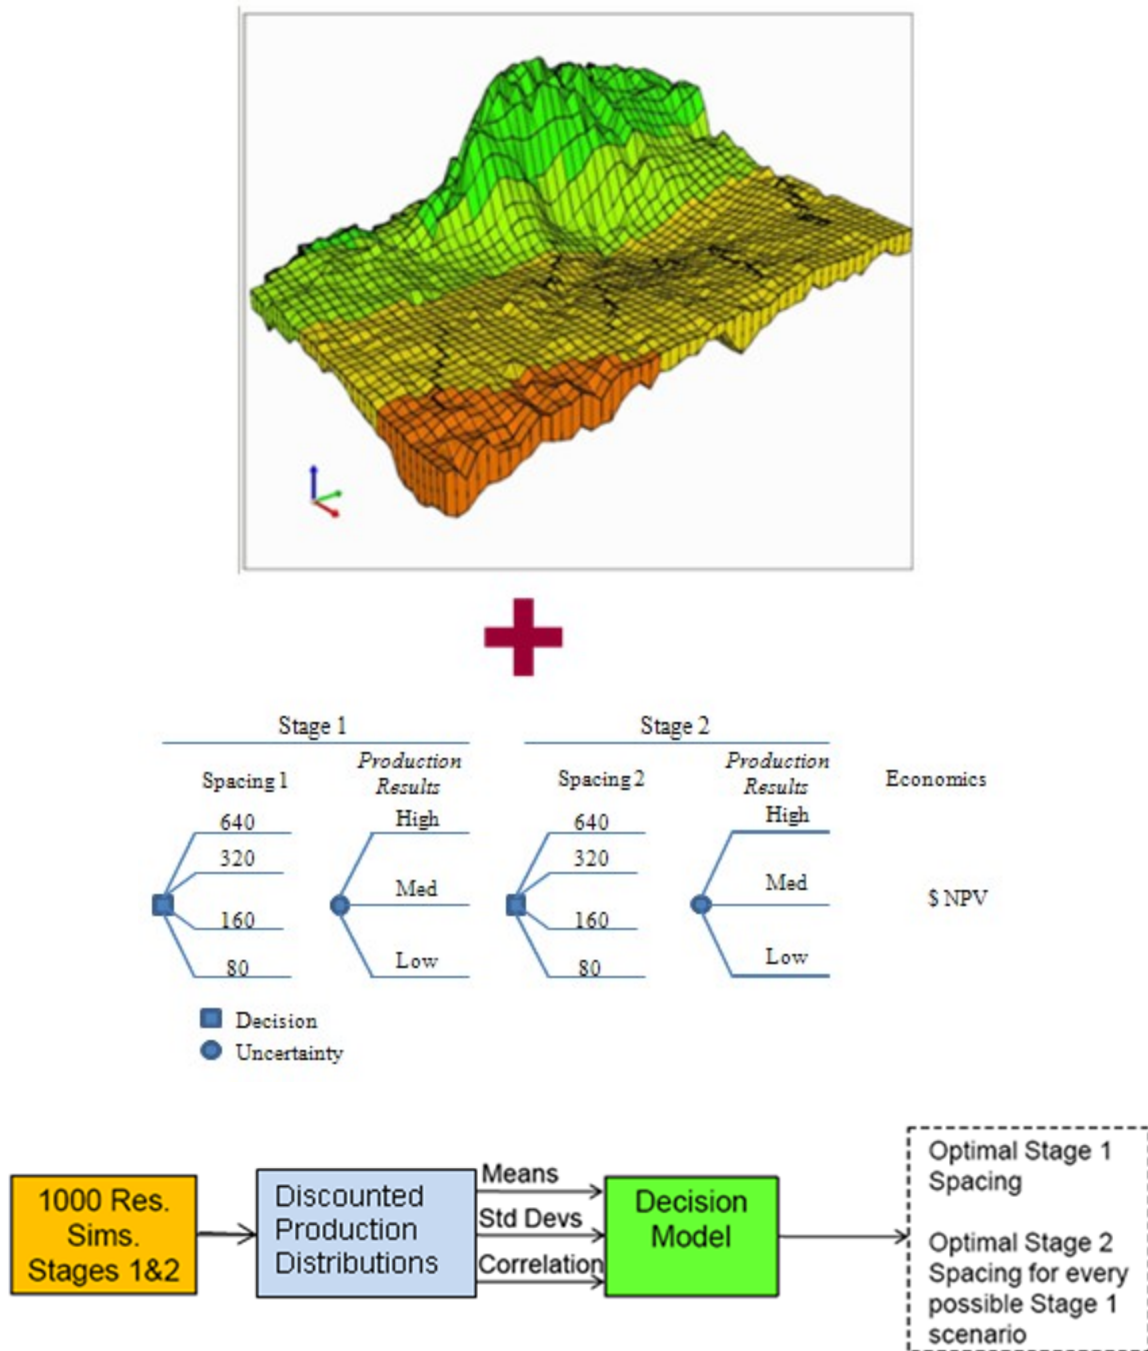 Stage 1
Stage 2
Spacing 1
Production
Results
Spacing 2
Production
Results
Economics
640
320
160
80
High
Med
Low
640
320
160
80
High
Med
Low
$ NPV
Decision
Uncertainty
1000 Res.
Sims.
Stages 1&2
Discounted
Production
Distributions
Means
Std Devs
Correlation
Decision
Model
Optimal Stage 1
Spacing
Optimal Stage 2
Spacing for every
possible Stage 1
scenario